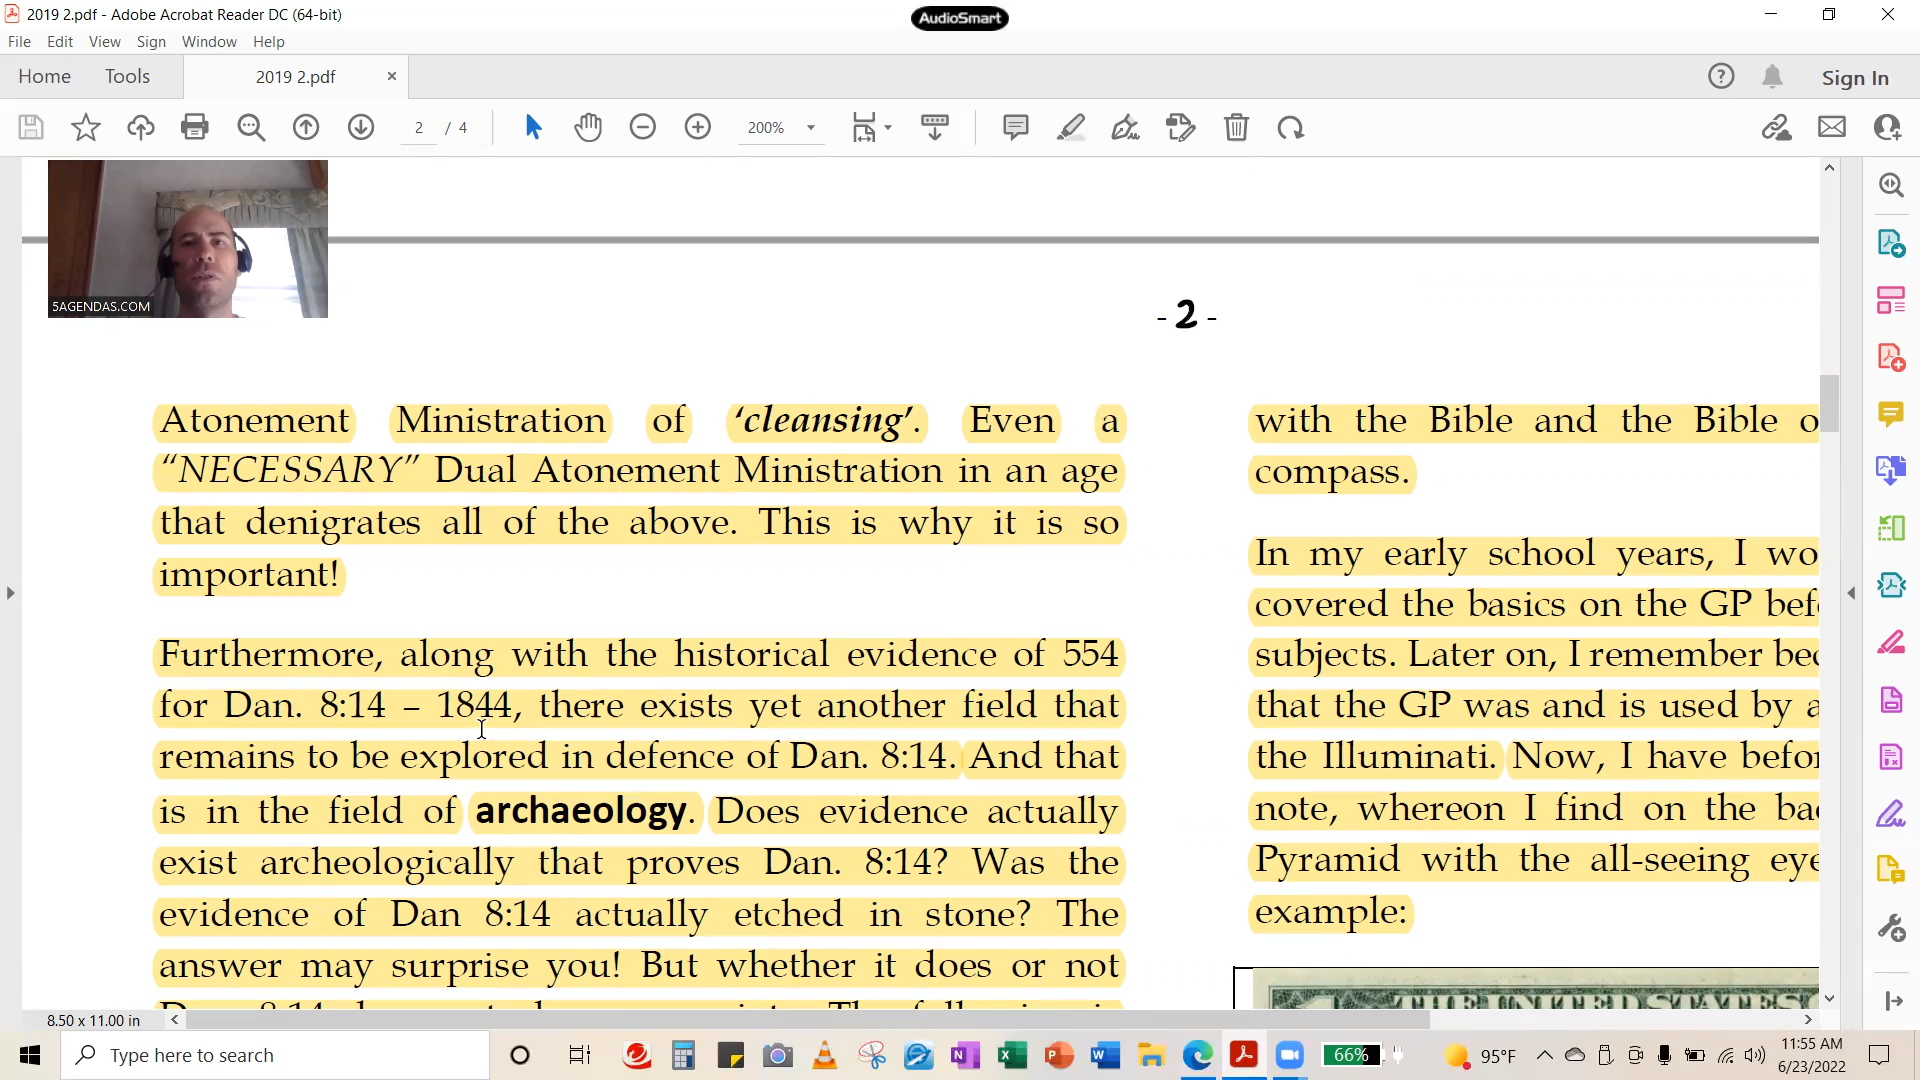 2019 2.pdf - Adobe Acrobat Reader DC (64-bit)
AudioSmart
File Edit View Sign Window Help
Home Tools 2019 2.pdf × Sign In
2 / 4 200%
5AGENDAS.COM
- 2 -
Atonement Ministration of ‘cleansing’. Even a
“NECESSARY” Dual Atonement Ministration in an age
that denigrates all of the above. This is why it is so
important!
Furthermore, along with the historical evidence of 554
for Dan. 8:14 – 1844, there exists yet another field that
remains to be explored in defence of Dan. 8:14. And that
is in the field of archaeology. Does evidence actually
exist archeologically that proves Dan. 8:14? Was the
evidence of Dan 8:14 actually etched in stone? The
answer may surprise you! But whether it does or not
with the Bible and the Bible
compass.
In my early school years, I
covered the basics on the GP
subjects. Later on, I remember
that the GP was and is used by
the Illuminati. Now, I have
note, whereon I find on the
Pyramid with the all-seeing
example:
THE UNITED STATES
8.50 x 11.00 in
Type here to search
66%
95°F
11:55 AM
6/23/2022